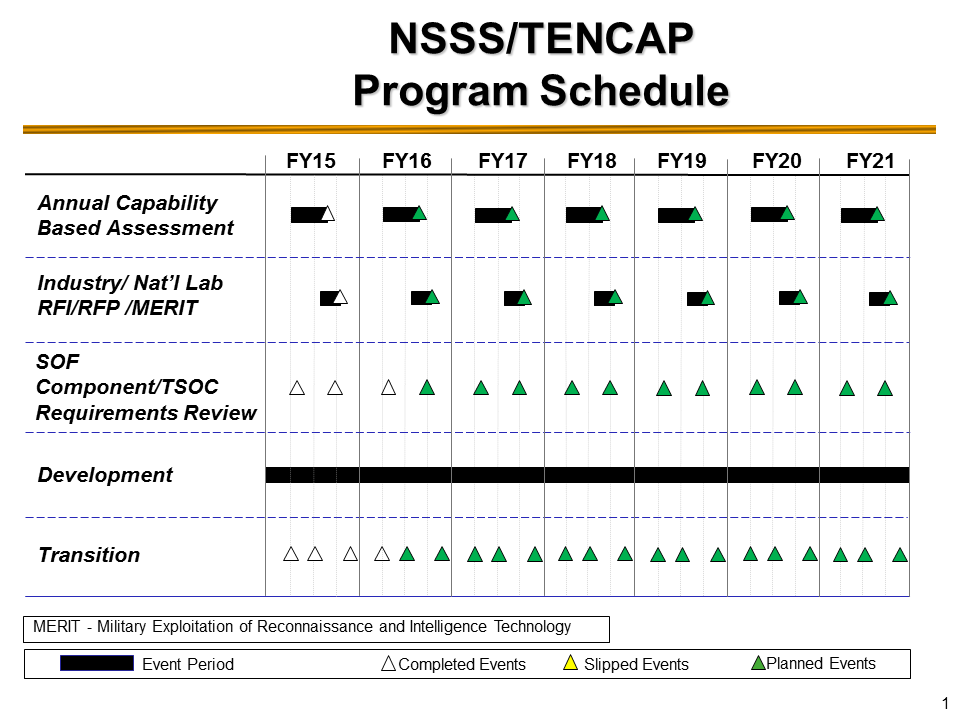 NSSS/TENCAP
Program Schedule
FY15 FY16 FY17 FY18 FY19 FY20 FY21
Annual Capability
Based Assessment
Industry/ Nat’l Lab
RFI/RFP /MERIT
SOF
Component/TSOC
Requirements Review
Development
Transition
MERIT - Military Exploitation of Reconnaissance and Intelligence Technology
Event Period Completed Events Slipped Events Planned Events
1